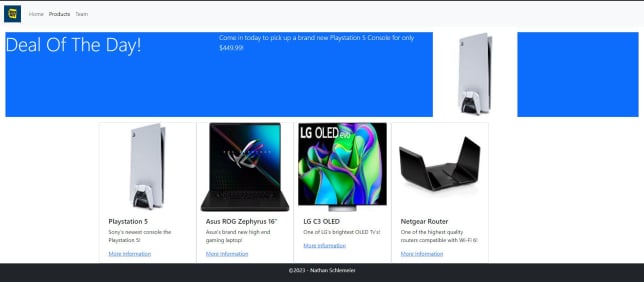 Home Products Team
Deal Of The Day!
Come in today to pick up a brand new Playstation 5 Console for only
$449.99!
LG OLED evo
Playstation 5
Sony's newest console the
Playstation 5!
More information
Asus ROG Zephyrus 16"
Asus's brand new high end
gaming laptop!
More information
LG C3 OLED
One of LG's brightest OLED Tv's!
More information
Netgear Router
One of the highest quality
routers compatible with Wi-Fi 6!
More information
©2023 - Nathan Schlemeler